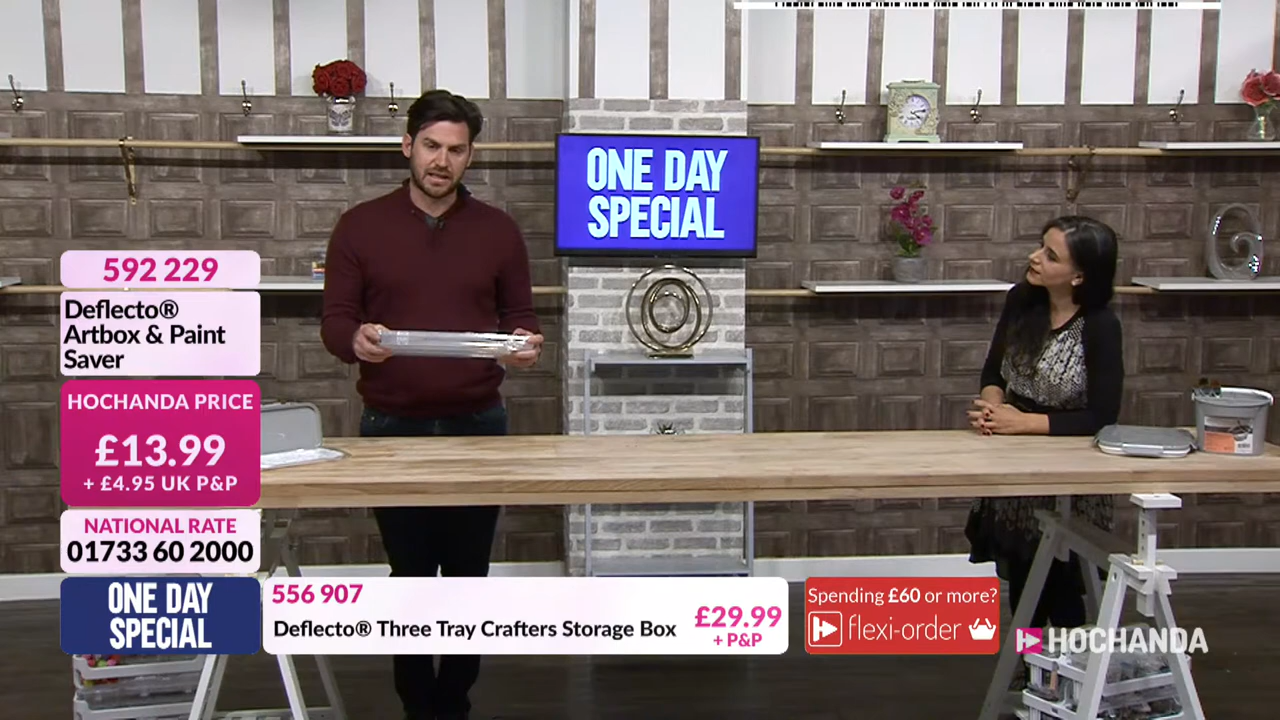 ONE DAY
SPECIAL
592 229
Deflecto®
Artbox & Paint
Saver
HOCHANDA PRICE
£13.99
+ £4.95 UK P&P
NATIONAL RATE
01733 60 2000
ONE DAY
SPECIAL
556 907
Deflecto® Three Tray Crafters Storage Box
£29.99
+ P&P
Spending £60 or more?
flexi-order
HOCHANDA